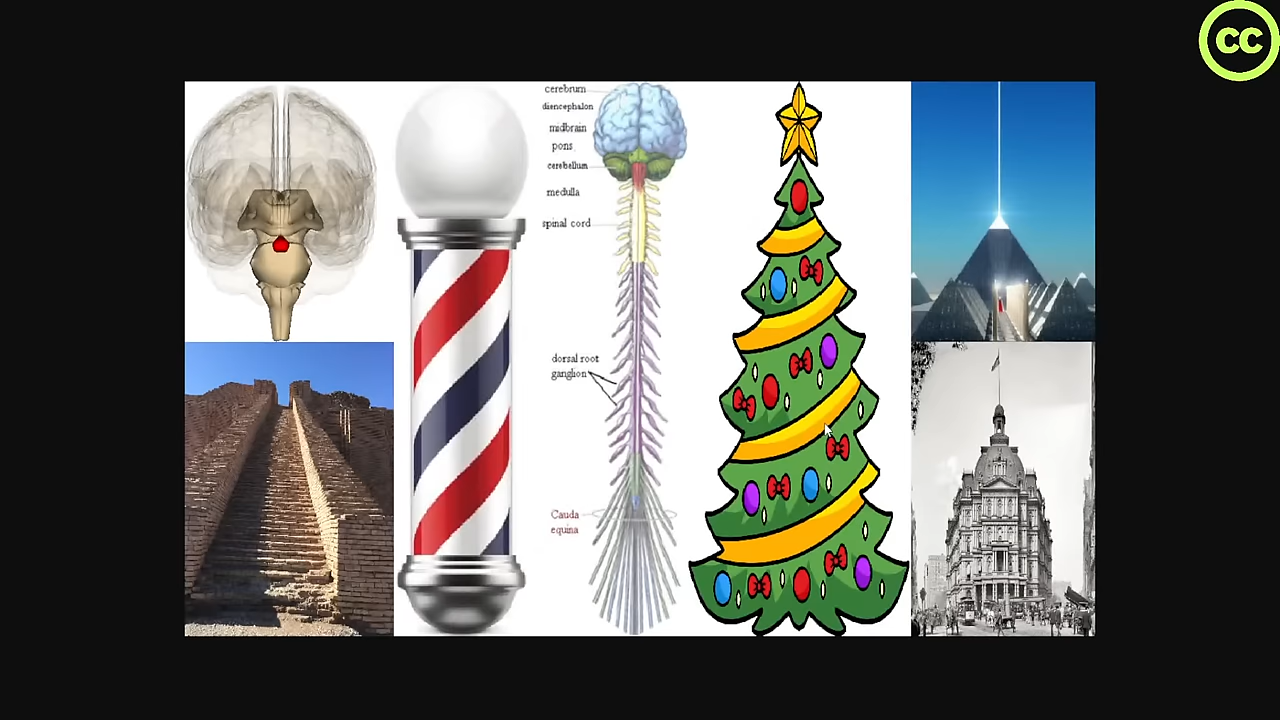 CC
cerebrum
diencephalon
midbrain
pons
cerebellum
medulla
spinal cord
dorsal root
ganglion
Cauda
equina